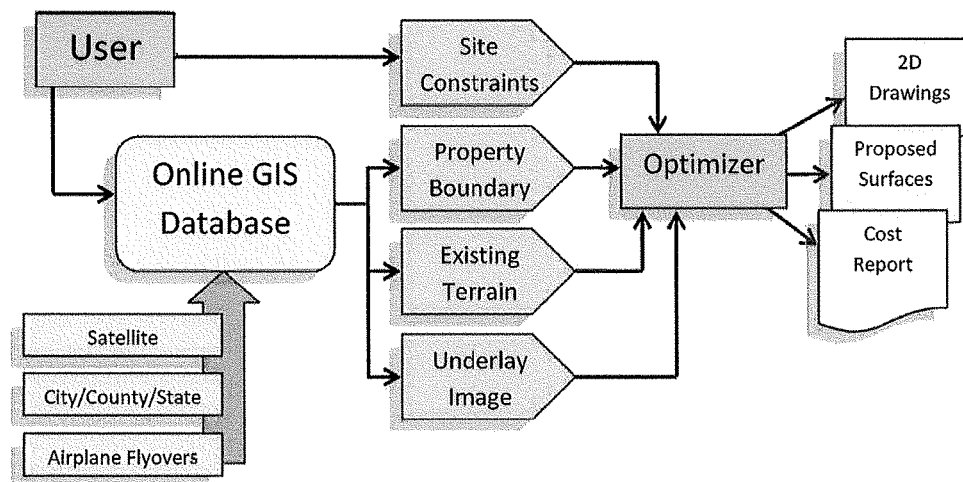 User
Site
Constraints
2D
Drawings
Online GIS
Database
Property
Boundary
Optimizer
Proposed
Surfaces
Existing
Terrain
Cost
Report
Satellite
City/County/State
Airplane Flyovers
Underlay
Image